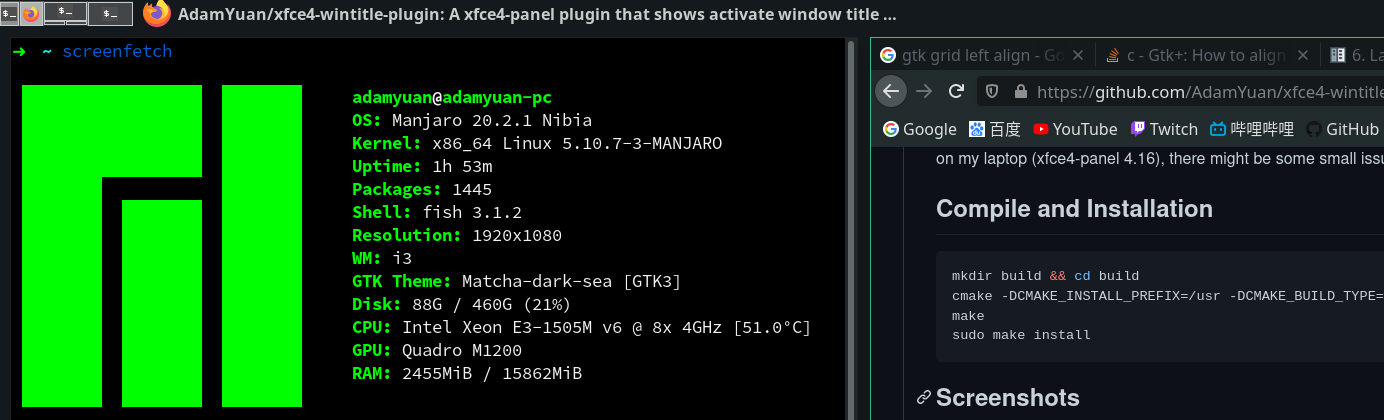 AdamYuan/xfce4-wintitle-plugin: A xfce4-panel plugin that shows activate window title ...
➜ ~ screenfetch
adamyuan@adamyuan-pc
OS: Manjaro 20.2.1 Nibia
Kernel: x86_64 Linux 5.10.7-3-MANJARO
Uptime: 1h 53m
Packages: 1445
Shell: fish 3.1.2
Resolution: 1920x1080
WM: i3
GTK Theme: Matcha-dark-sea [GTK3]
Disk: 88G / 460G (21%)
CPU: Intel Xeon E3-1505M v6 @ 8x 4GHz [51.0°C]
GPU: Quadro M1200
RAM: 2455MiB / 15862MiB
gtk grid left align - Go
c - Gtk+: How to align
6. La
https://github.com/AdamYuan/xfce4-wintitle
Google 百度 YouTube Twitch 哔哩哔哩 GitHub
on my laptop (xfce4-panel 4.16), there might be some small issu
Compile and Installation
mkdir build && cd build
cmake -DCMAKE_INSTALL_PREFIX=/usr -DCMAKE_BUILD_TYPE=
make
sudo make install
Screenshots